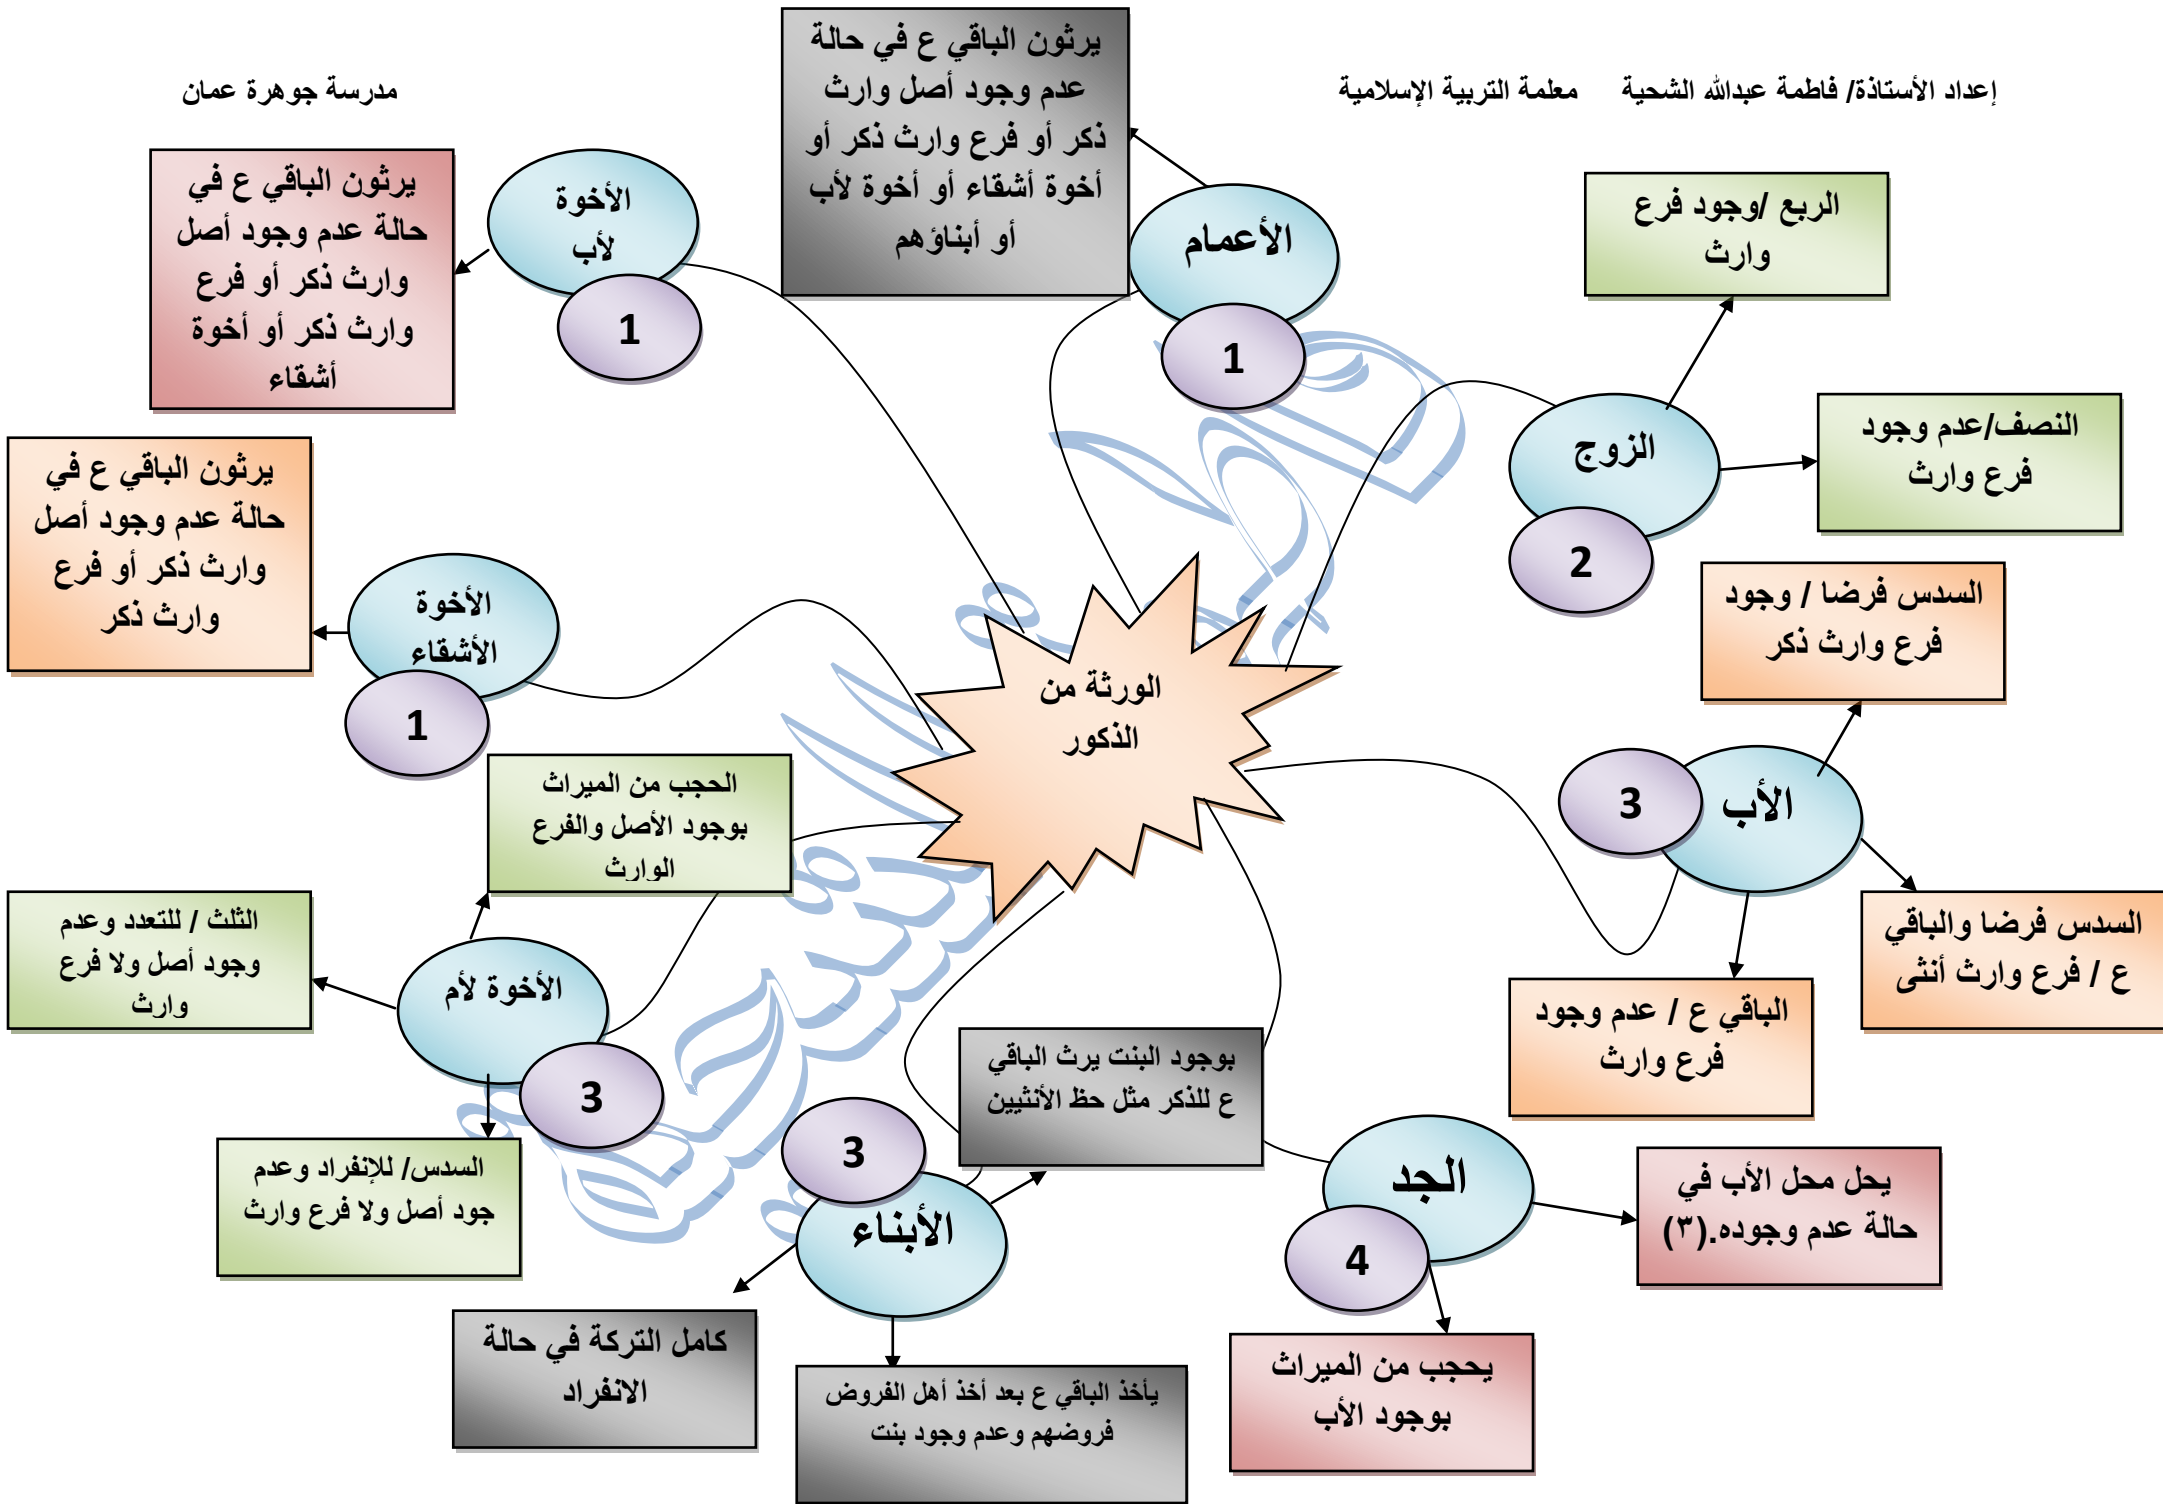 إعداد الأستاذة/ فاطمة عبدالله الشحية معلمة التربية الإسلامية
مدرسة جوهرة عمان
الورثة من
الذكور
الزوج
2
الربع /وجود فرع
وارث
النصف/عدم وجود
فرع وارث
الأب
3
السدس فرضا / وجود
فرع وارث ذكر
السدس فرضا والباقي
ع / فرع وارث أنثى
الباقي ع / عدم وجود
فرع وارث
الجد
4
يحل محل الأب في
حالة عدم وجوده.(٣)
يحجب من الميراث
بوجود الأب
الأبناء
3
بوجود البنت يرث الباقي
ع للذكر مثل حظ الأنثيين
يأخذ الباقي ع بعد أخذ أهل الفروض
فروضهم وعدم وجود بنت
كامل التركة في حالة
الانفراد
الأخوة لأم
3
الحجب من الميراث
بوجود الأصل والفرع
الوارث
الثلث / للتعدد وعدم
وجود أصل ولا فرع
وارث
السدس/ للإنفراد وعدم
جود أصل ولا فرع وارث
الأخوة
الأشقاء
1
يرثون الباقي ع في
حالة عدم وجود أصل
وارث ذكر أو فرع
وارث ذكر
الأخوة
لأب
1
يرثون الباقي ع في
حالة عدم وجود أصل
وارث ذكر أو فرع
وارث ذكر أو أخوة
أشقاء
الأعمام
1
يرثون الباقي ع في حالة
عدم وجود أصل وارث
ذكر أو فرع وارث ذكر أو
أخوة أشقاء أو أخوة لأب
أو أبناؤهم